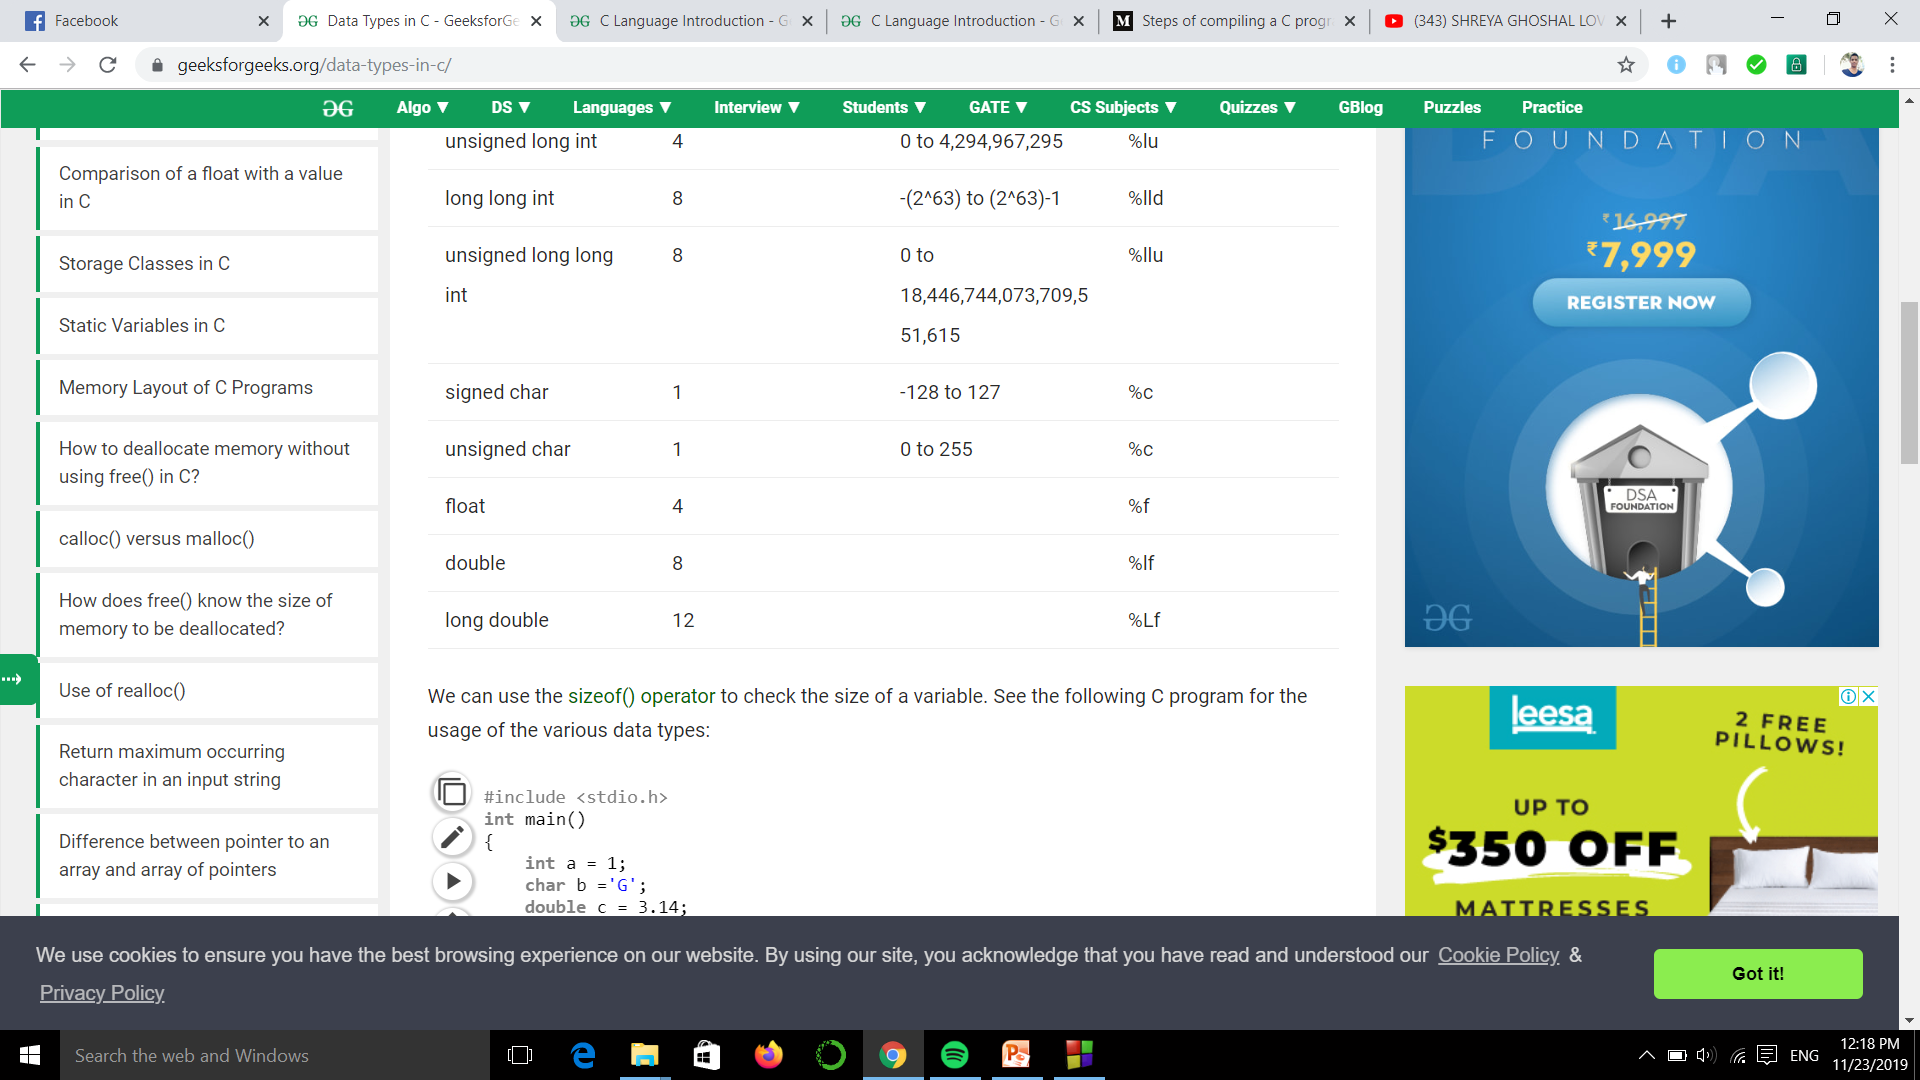 Facebook
Data Types in C - GeeksforGe
C Language Introduction - G
C Language Introduction - G
Steps of compiling a C progr
(343) SHREYA GHOSHAL LOV
geeksforgeeks.org/data-types-in-c/
Algo ▼ DS ▼ Languages ▼ Interview ▼ Students ▼ GATE ▼ CS Subjects ▼ Quizzes ▼ GBlog Puzzles Practice
Comparison of a float with a value
in C
Storage Classes in C
Static Variables in C
Memory Layout of C Programs
How to deallocate memory without
using free() in C?
calloc() versus malloc()
How does free() know the size of
memory to be deallocated?
Use of realloc()
Return maximum occurring
character in an input string
Difference between pointer to an
array and array of pointers
unsigned long int 4 0 to 4,294,967,295 %lu
long long int 8 -(2^63) to (2^63)-1 %lld
unsigned long long 8 0 to %llu
int 18,446,744,073,709,5
51,615
signed char 1 -128 to 127 %c
unsigned char 1 0 to 255 %c
float 4 %f
double 8 %lf
long double 12 %Lf
We can use the sizeof() operator to check the size of a variable. See the following C program for the
usage of the various data types:
#include <stdio.h>
int main()
{
int a = 1;
char b ='G';
double c = 3.14;
FOUNDATION
₹16,999
₹7,999
REGISTER NOW
DSA
FOUNDATION
leesa
2 FREE
PILLOWS!
UP TO
$350 OFF
MATTRESSES
We use cookies to ensure you have the best browsing experience on our website. By using our site, you acknowledge that you have read and understood our Cookie Policy &
Privacy Policy
Got it!
Search the web and Windows
ENG
12:18 PM
11/23/2019